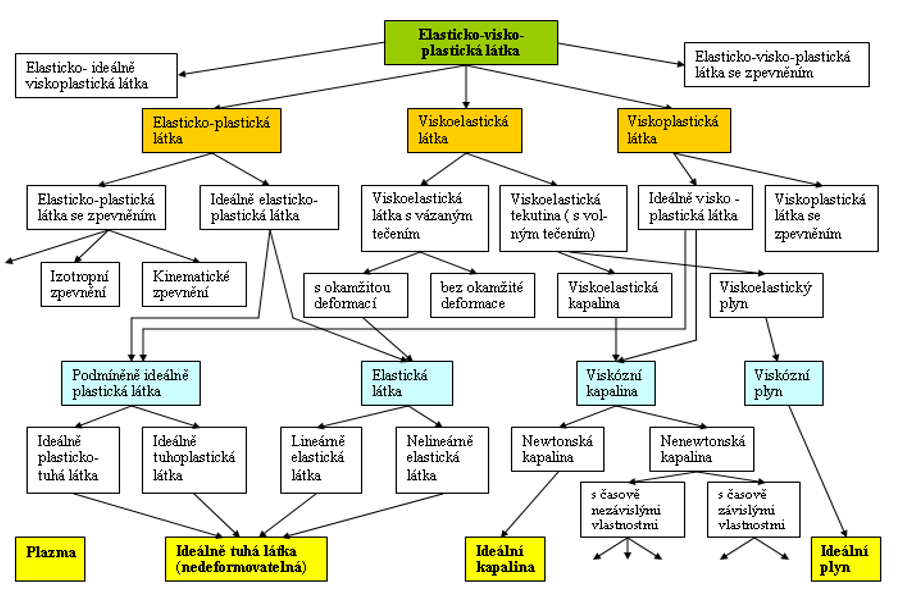 Elasticko-visko-
plastická látka
Elasticko- ideálně
viskoplastická látka
Elasticko-visko-plastická
látka se zpevněním
Elasticko-plastická
látka
Viskoelastická
látka
Viskoplastická
látka
Elasticko-plastická
látka se zpevněním
Ideálně elasticko-
plastická látka
Viskoelastická
látka s vázaným
tečením
Viskoelastická
tekutina ( s vol-
ným tečením)
Ideálně visko -
plastická látka
Viskoplastická
látka se
zpevněním
Izotropní
zpevnění
Kinematické
zpevnění
s okamžitou
deformací
bez okamžité
deformace
Viskoelastická
kapalina
Viskoelastický
plyn
Podmíněně ideálně
plastická látka
Elastická
látka
Viskózní
kapalina
Viskózní
plyn
Ideálně
plasticko-
tuhá látka
Ideálně
tuhoplastická
látka
Lineárně
elastická
látka
Nelineárně
elastická
látka
Newtonská
kapalina
Nenewtonská
kapalina
s časově
nezávislými
vlastnostmi
s časově
závislými
vlastnostmi
Plazma
Ideálně tuhá látka
(nedeformovatelná)
Ideální
kapalina
Ideální
plyn